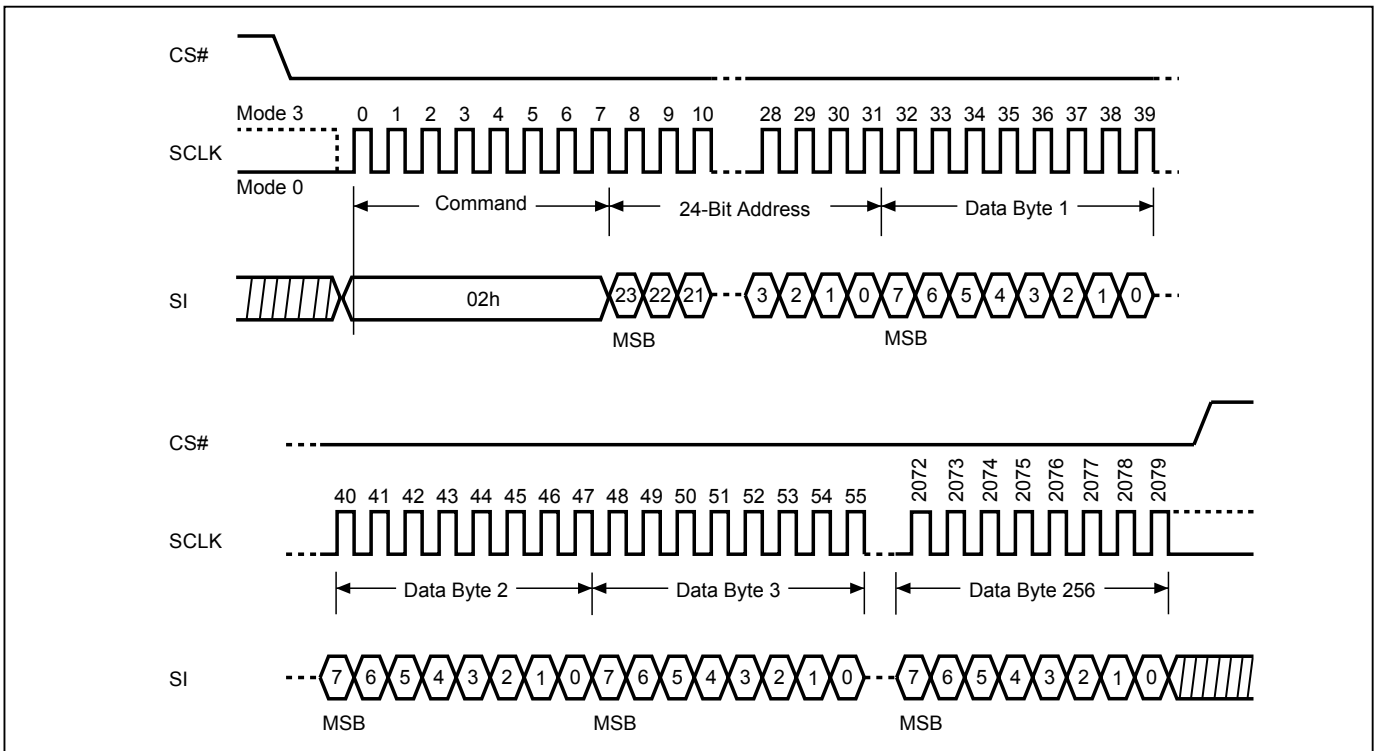 CS#
Mode 3
0 1 2 3 4 5 6 7 8 9 10 28 29 30 31 32 33 34 35 36 37 38 39
SCLK
Mode 0
Command 24-Bit Address Data Byte 1
SI 02h 23 22 21 3 2 1 0 7 6 5 4 3 2 1 0
MSB MSB
CS#
40 41 42 43 44 45 46 47 48 49 50 51 52 53 54 55 2072 2073 2074 2075 2076 2077 2078 2079
SCLK
Data Byte 2 Data Byte 3 Data Byte 256
SI 7 6 5 4 3 2 1 0 7 6 5 4 3 2 1 0 7 6 5 4 3 2 1 0
MSB MSB MSB